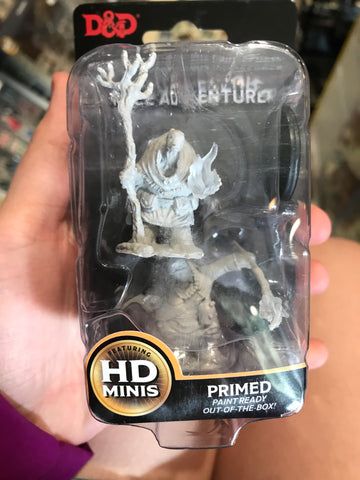 D&D
ADVENTURE
FEATURING
HD
MINIS
PRIMED
PAINT READY
OUT-OF-THE-BOX!